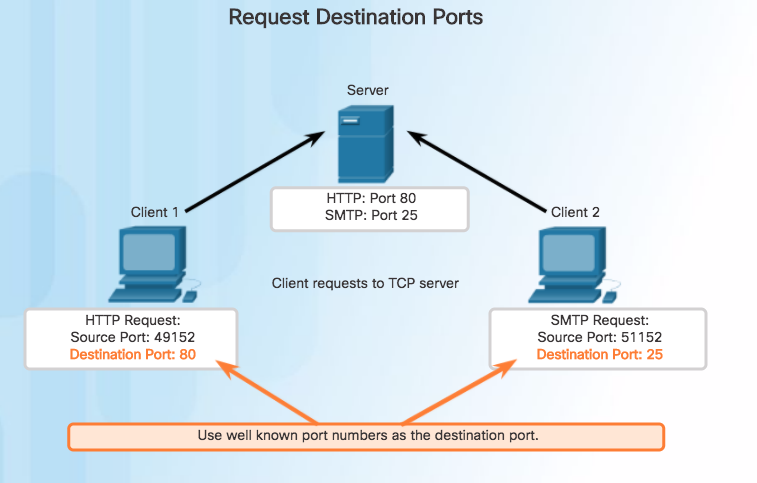 Request Destination Ports
Server
HTTP: Port 80
SMTP: Port 25
Client 1
Client 2
Client requests to TCP server
HTTP Request:
Source Port: 49152
Destination Port: 80
SMTP Request:
Source Port: 51152
Destination Port: 25
Use well known port numbers as the destination port.